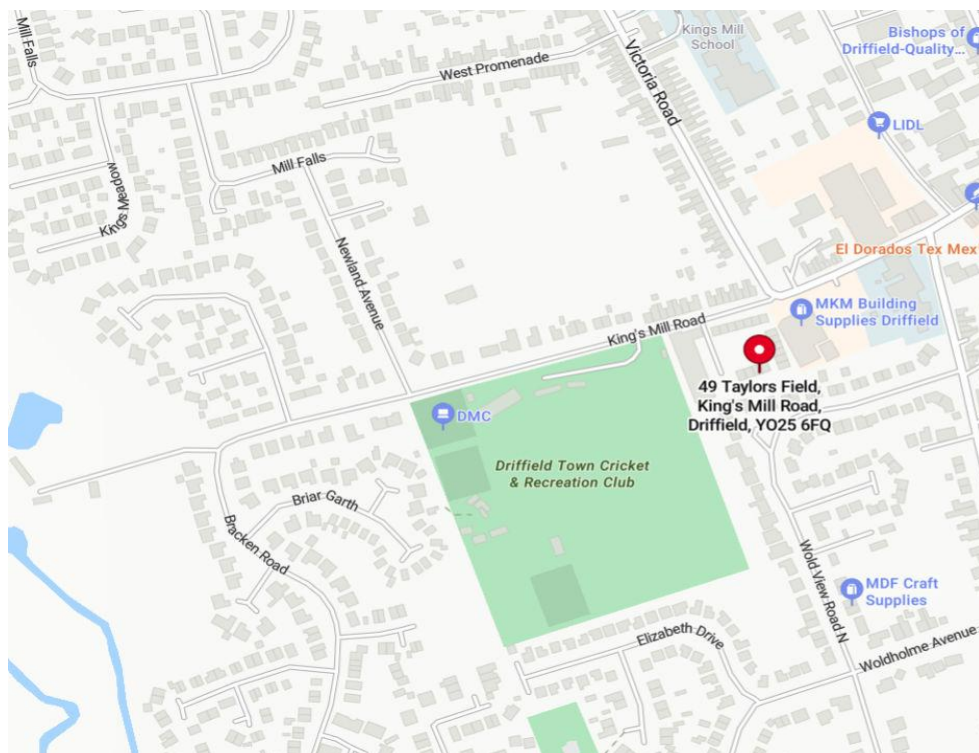 Mill Falls
Kings Mill
School
Bishops of
Driffield-Quality...
West Promenade
Victoria Road
LIDL
Mill Falls
Kings Meadow
Newland Avenue
El Dorados Tex Mex
MKM Building
Supplies Driffield
King's Mill Road
49 Taylors Field,
King's Mill Road,
Driffield, YO25 6FQ
DMC
Driffield Town Cricket
& Recreation Club
Briar Garth
Bracken Road
Wold View Road N
MDF Craft
Supplies
Elizabeth Drive
Woldholme Avenue